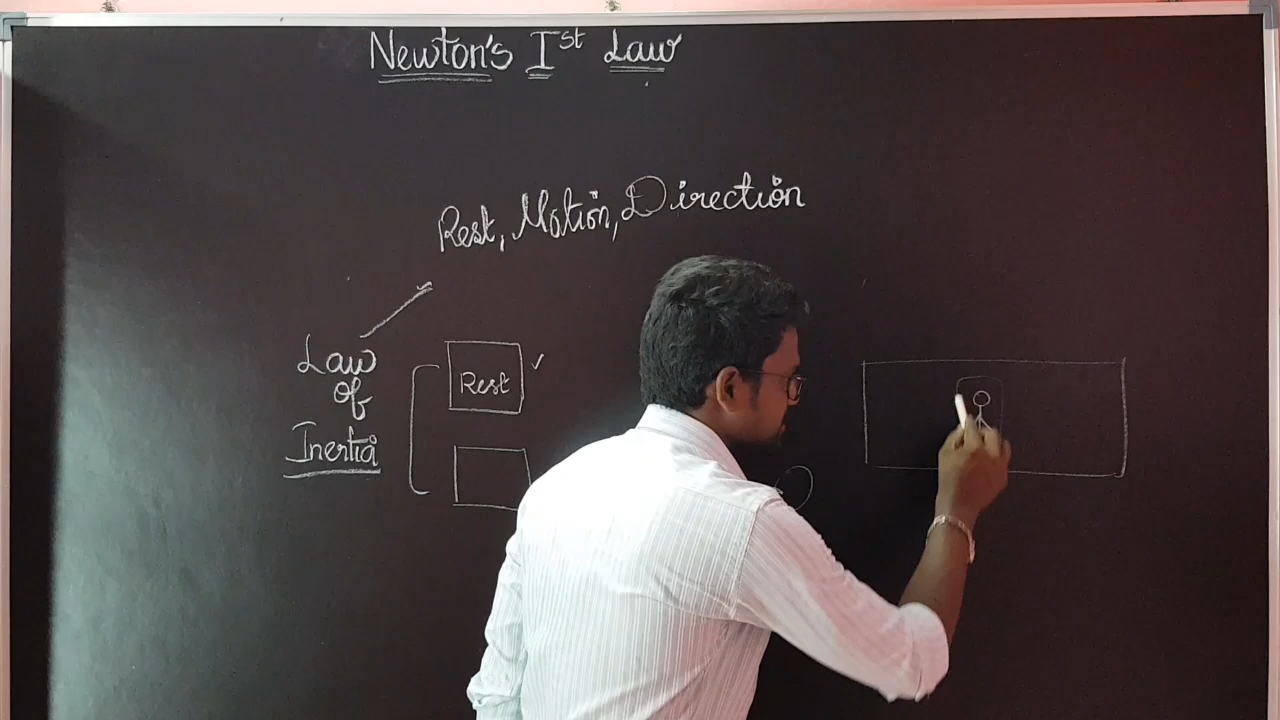 Newton's Ist Law
Rest, Motion, Direction
Law
of
Inertia
Rest